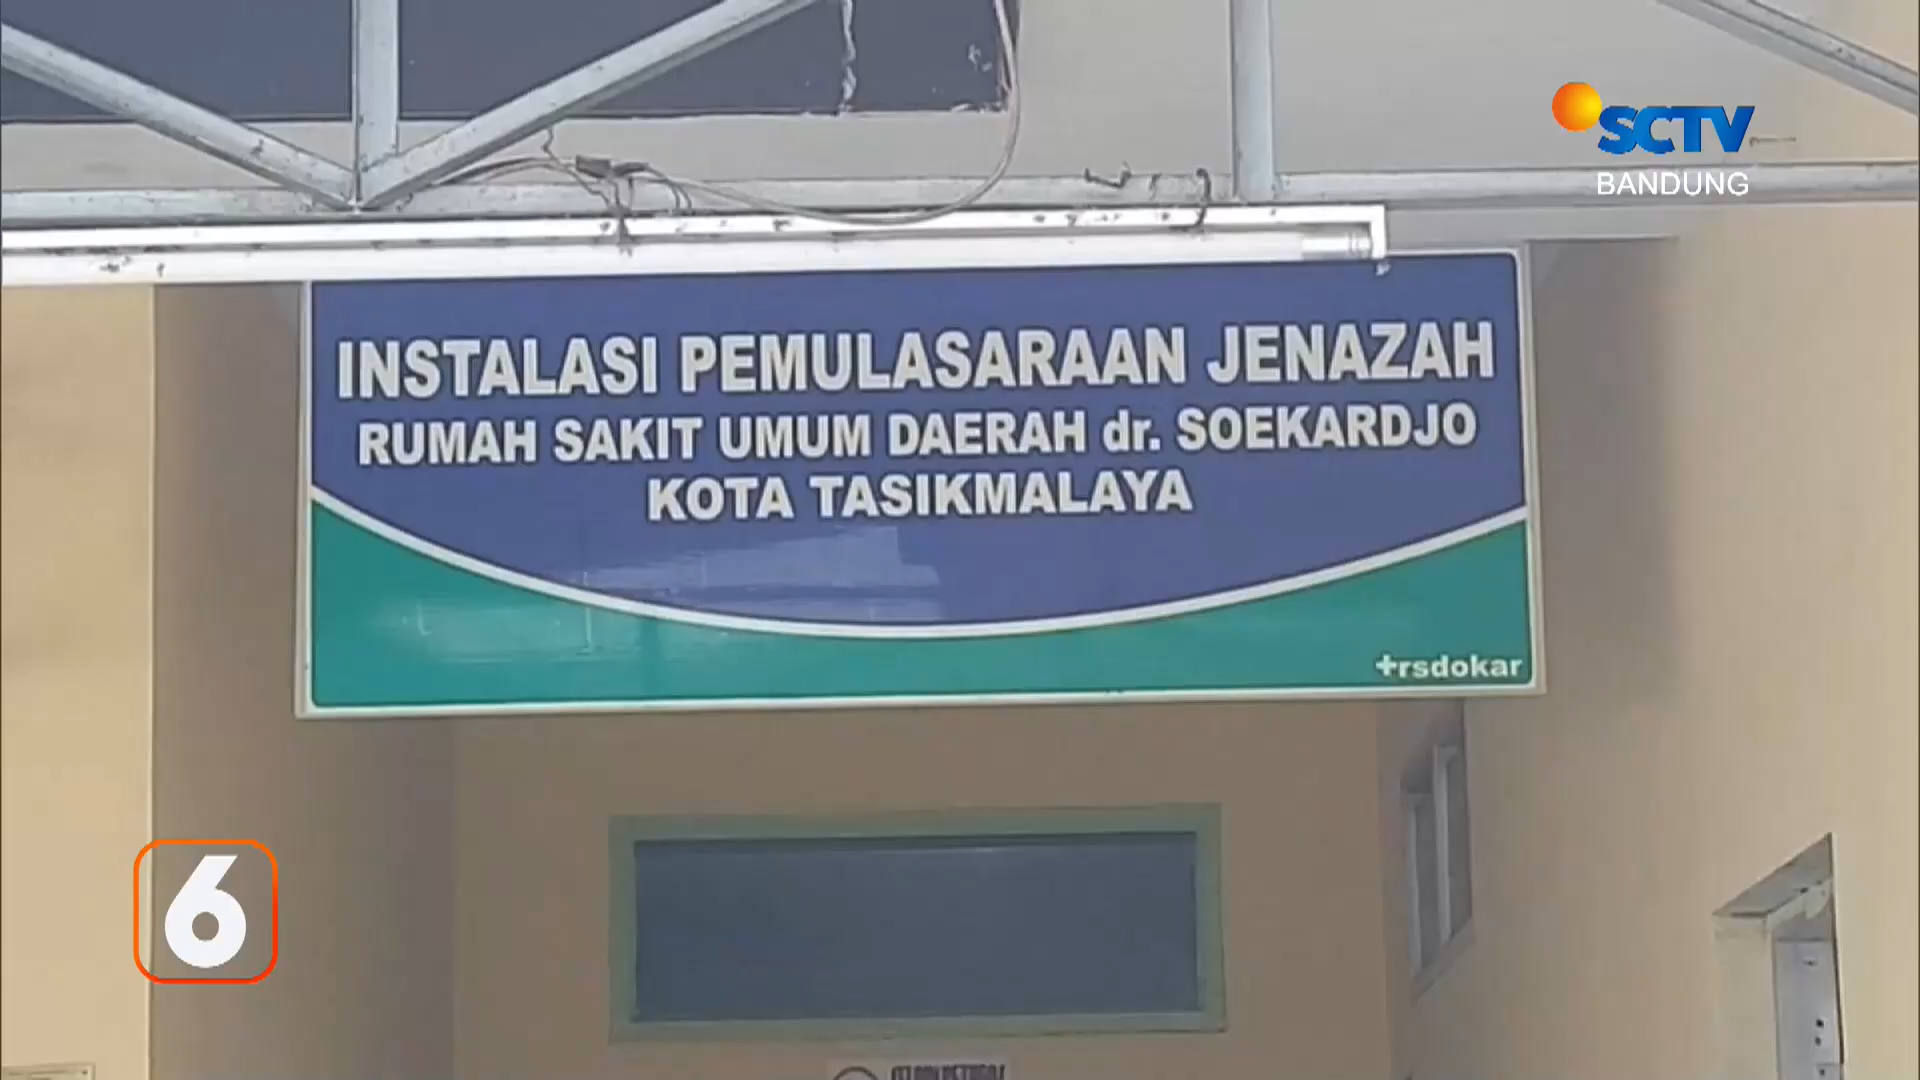 SCTV
BANDUNG
INSTALASI PEMULASARAAN JENAZAH
RUMAH SAKIT UMUM DAERAH dr. SOEKARDJO
KOTA TASIKMALAYA
+rsdokar
6